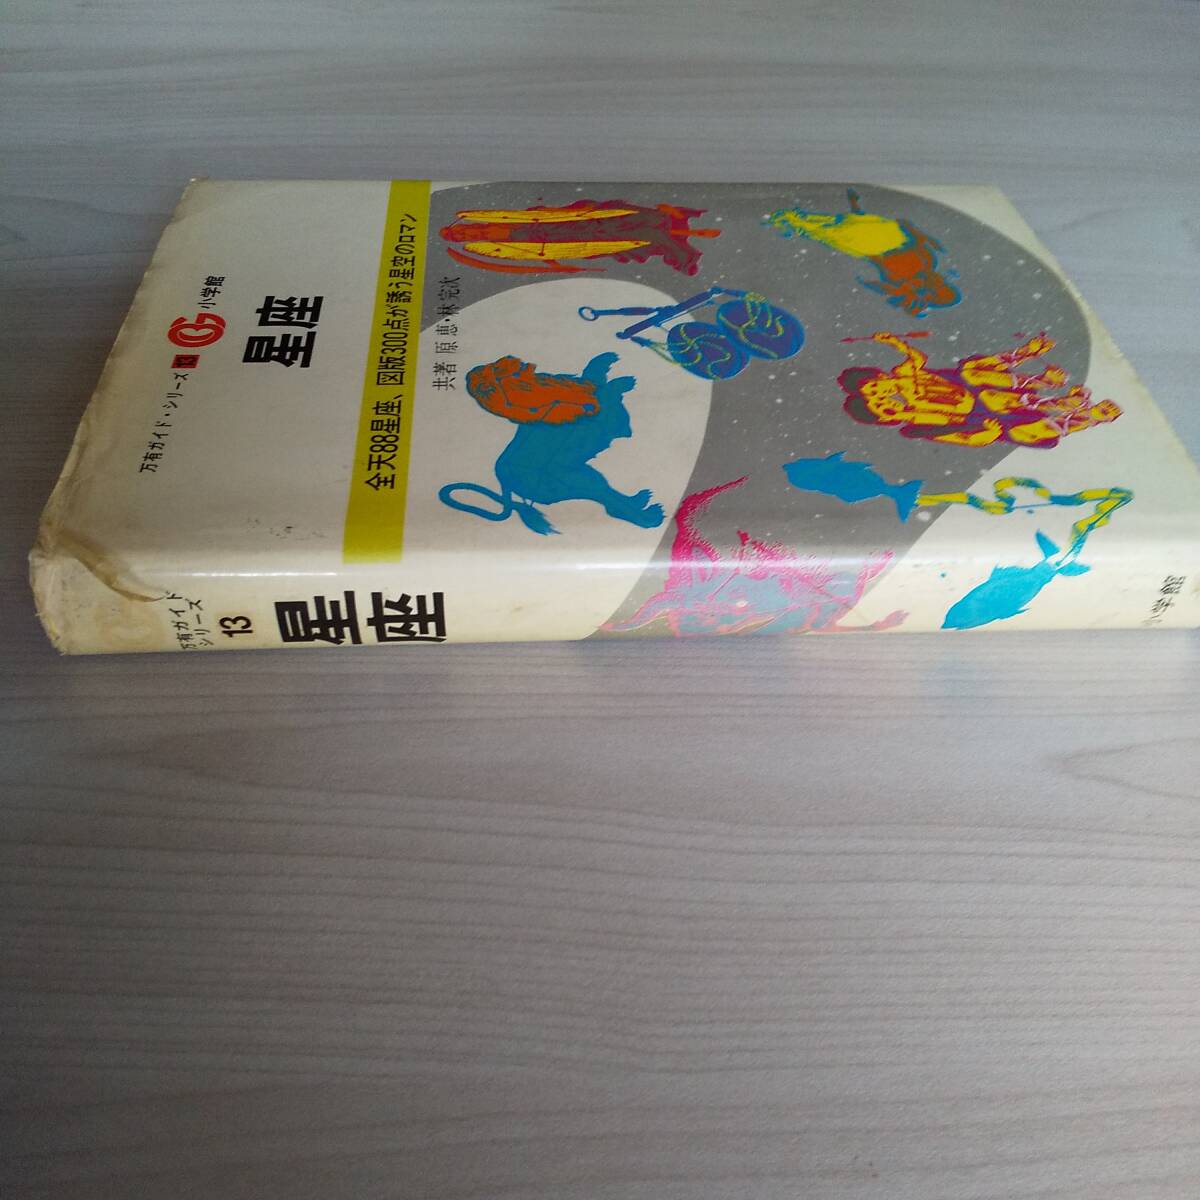 万有ガイド・シリーズ 13 小学館
星座
全天88星座、図版300点が誘う星空のロマン
共著 原 恵・林 完次
万有ガイド
シリーズ
13
星座
小学館